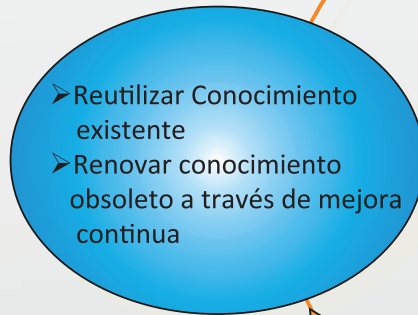 ➢Reutilizar Conocimiento
existente
➢Renovar conocimiento
obsoleto a través de mejora
continua